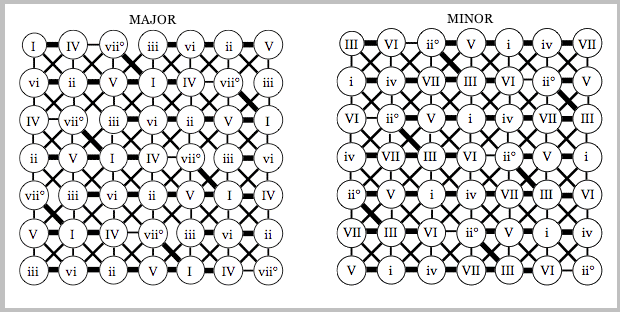 MAJOR
I IV vii° iii vi ii V
vi ii V I IV vii° iii
IV vii° iii vi ii V I
ii V I IV vii° iii vi
vii° iii vi ii V I IV
V I IV vii° iii vi ii
iii vi ii V I IV vii°
MINOR
III VI ii° V i iv VII
i iv VII III VI ii° V
VI ii° V i iv VII III
iv VII III VI ii° V i
ii° V i iv VII III VI
VII III VI ii° V i iv
V i iv VII III VI ii°